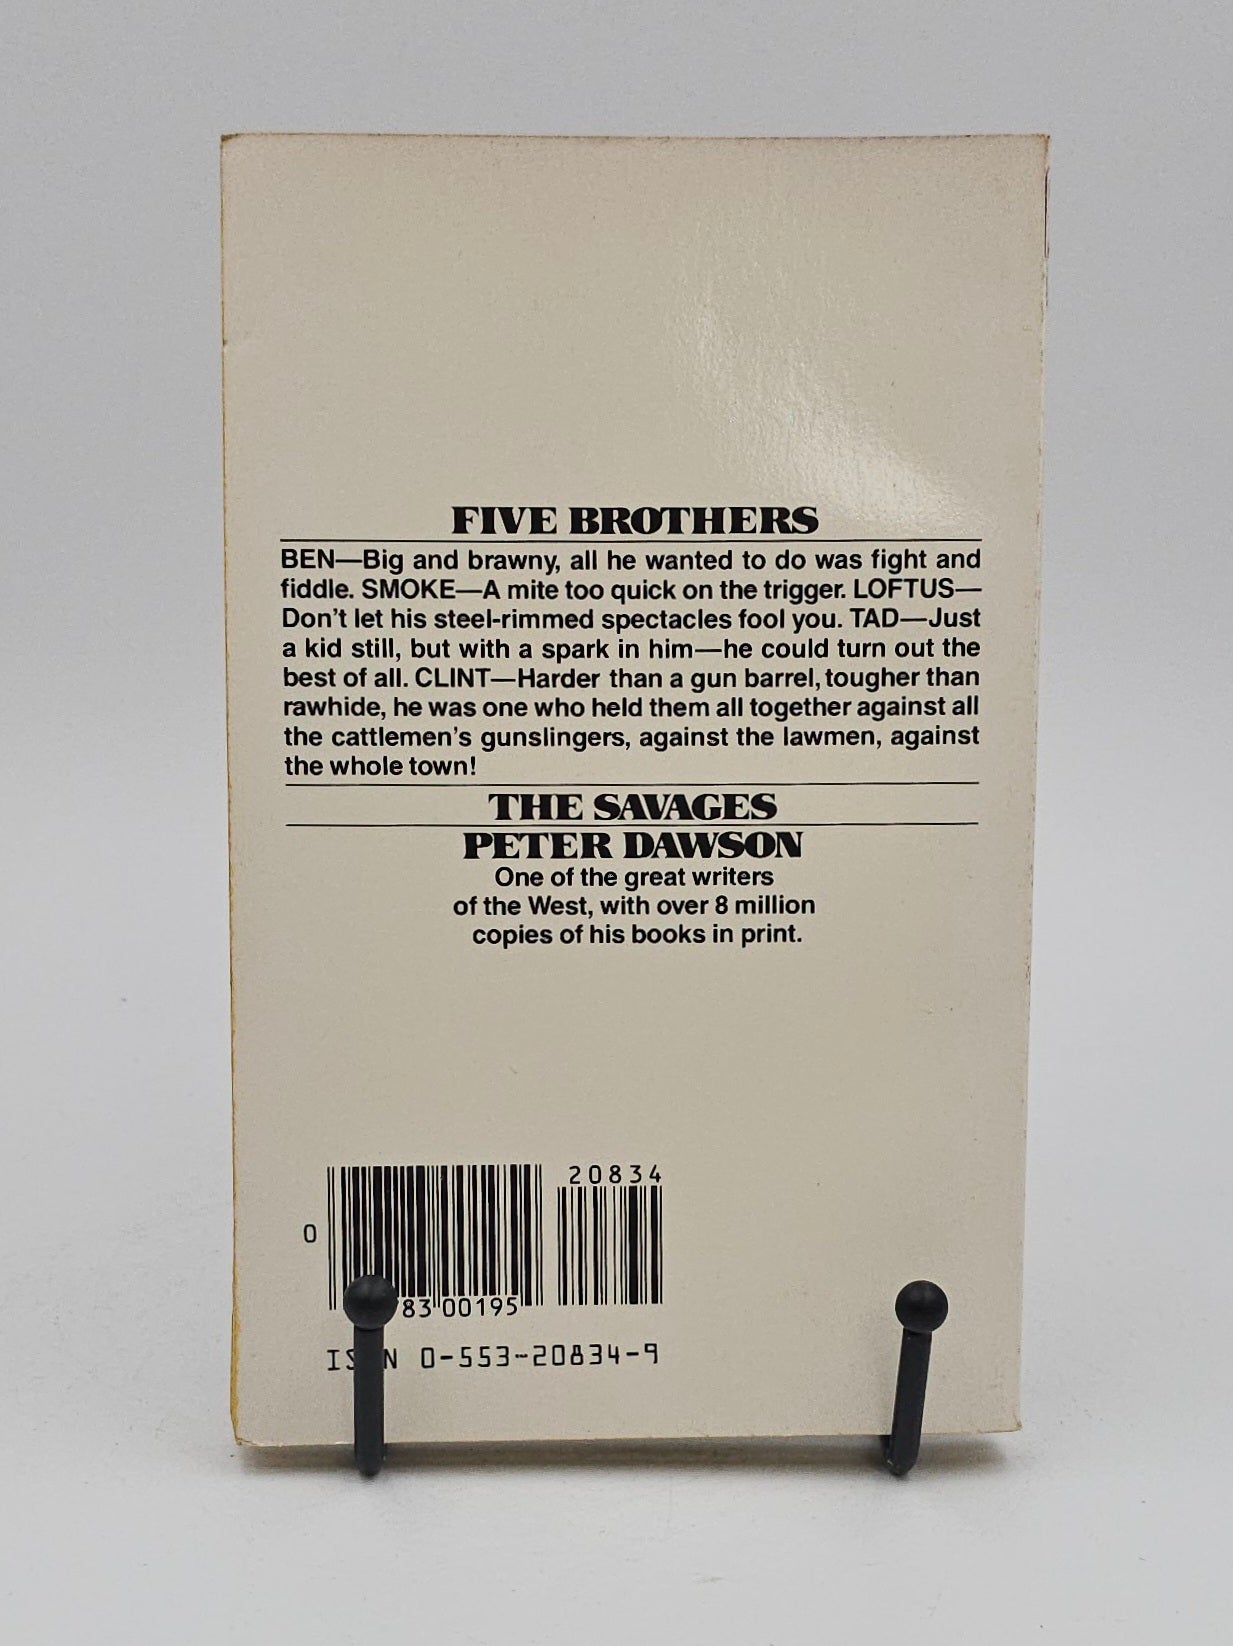 FIVE BROTHERS
BEN—Big and brawny, all he wanted to do was fight and
fiddle. SMOKE—A mite too quick on the trigger. LOFTUS—
Don't let his steel-rimmed spectacles fool you. TAD—Just
a kid still, but with a spark in him—he could turn out the
best of all. CLINT—Harder than a gun barrel, tougher than
rawhide, he was one who held them all together against all
the cattlemen's gunslingers, against the lawmen, against
the whole town!
THE SAVAGES
PETER DAWSON
One of the great writers
of the West, with over 8 million
copies of his books in print.
20834
0
83 00195
0-553-20834-9